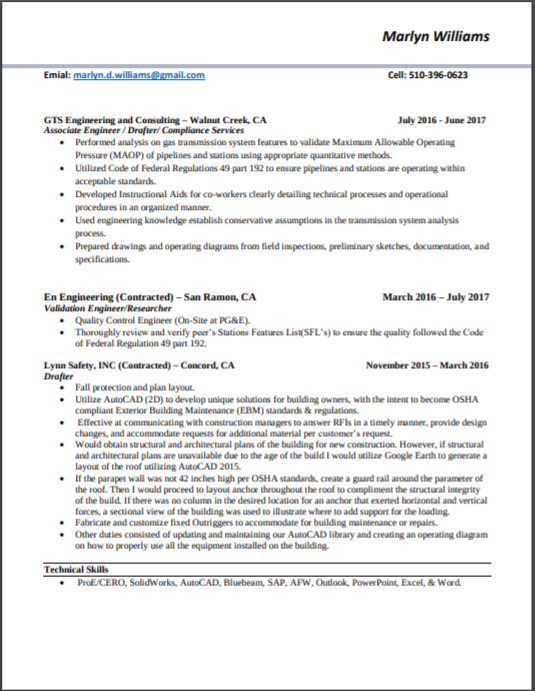 Marlyn Williams
Emial: marlyn.d.williams@gmail.com Cell: 510-396-0623
GTS Engineering and Consulting – Walnut Creek, CA July 2016 - June 2017
Associate Engineer / Drafter/ Compliance Services
• Performed analysis on gas transmission system features to validate Maximum Allowable Operating
Pressure (MAOP) of pipelines and stations using appropriate quantitative methods.
• Utilized Code of Federal Regulations 49 part 192 to ensure pipelines and stations are operating within
acceptable standards.
• Developed Instructional Aids for co-workers clearly detailing technical processes and operational
procedures in an organized manner.
• Used engineering knowledge establish conservative assumptions in the transmission system analysis
process.
• Prepared drawings and operating diagrams from field inspections, preliminary sketches, documentation, and
specifications.
En Engineering (Contracted) – San Ramon, CA March 2016 – July 2017
Validation Engineer/Researcher
• Quality Control Engineer (On-Site at PG&E).
• Thoroughly review and verify peer's Stations Features List(SFL's) to ensure the quality followed the Code
of Federal Regulation 49 part 192.
Lynn Safety, INC (Contracted) – Concord, CA November 2015 – March 2016
Drafter
• Fall protection and plan layout.
• Utilize AutoCAD (2D) to develop unique solutions for building owners, with the intent to become OSHA
compliant Exterior Building Maintenance (EBM) standards & regulations.
• Effective at communicating with construction managers to answer RFIs in a timely manner, provide design
changes, and accommodate requests for additional material per customer's request.
• Would obtain structural and architectural plans of the building for new construction. However, if structural
and architectural plans are unavailable due to the age of the build I would utilize Google Earth to generate a
layout of the roof utilizing AutoCAD 2015.
• If the parapet wall was not 42 inches high per OSHA standards, create a guard rail around the parameter of
the roof. Then I would proceed to layout anchor throughout the roof to compliment the structural integrity
of the build. If there was no column in the desired location for an anchor that exerted horizontal and vertical
forces, a sectional view of the building was used to illustrate where to add support for the loading.
• Fabricate and customize fixed Outriggers to accommodate for building maintenance or repairs.
• Other duties consisted of updating and maintaining our AutoCAD library and creating an operating diagram
on how to properly use all the equipment installed on the building.
Technical Skills
• ProE/CERO, SolidWorks, AutoCAD, Bluebeam, SAP, AFW, Outlook, PowerPoint, Excel, & Word.